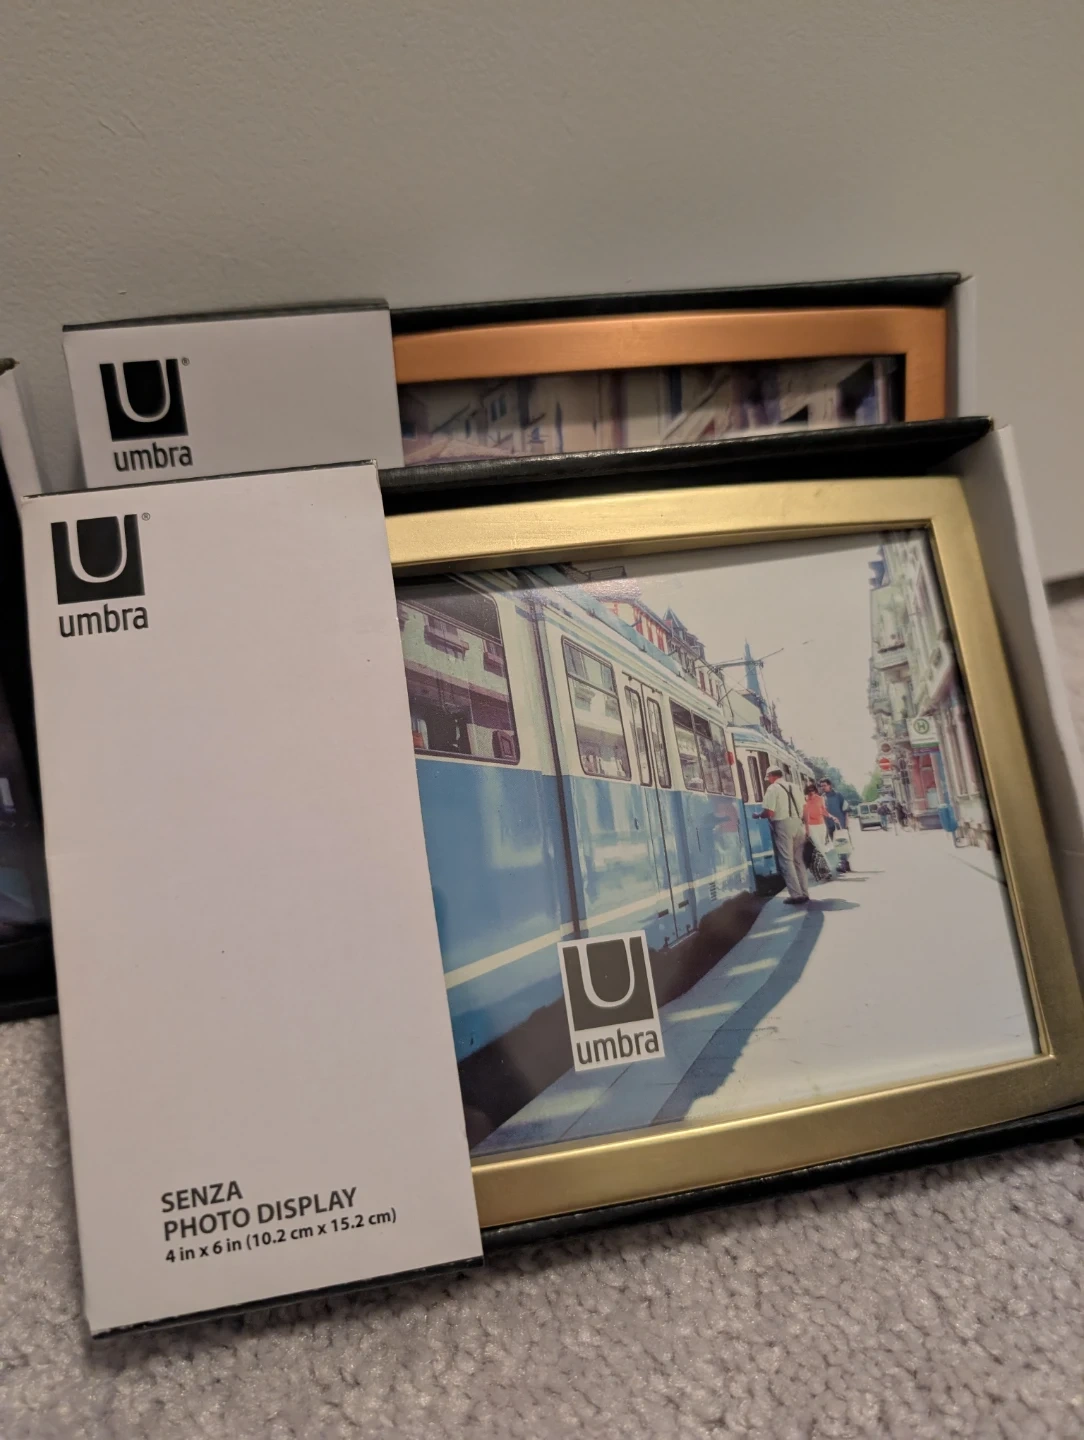 U®
umbra
U®
umbra
H
U
umbra
SENZA
PHOTO DISPLAY
4 in x 6 in (10.2 cm x 15.2 cm)